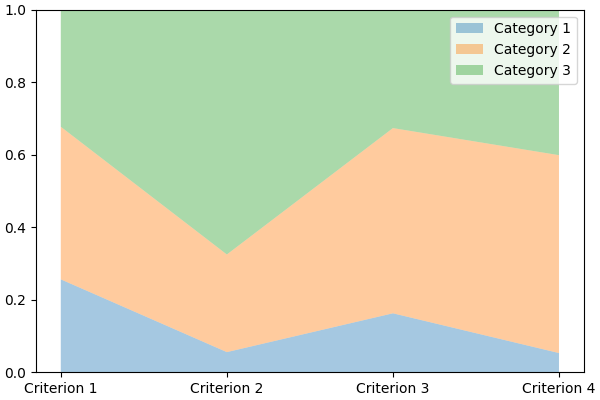 1.0
0.8
0.6
0.4
0.2
0.0
Category 1
Category 2
Category 3
Criterion 1
Criterion 2
Criterion 3
Criterion 4